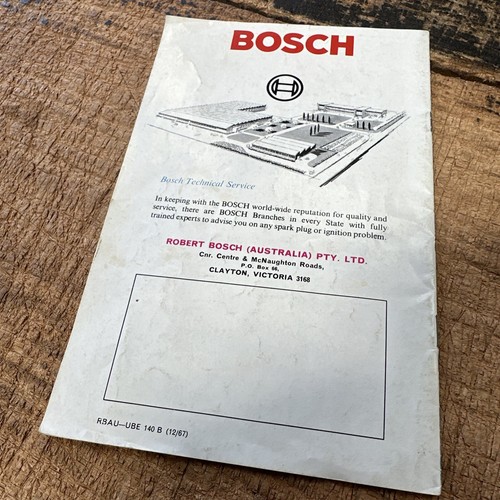 BOSCH
Bosch Technical Service
In keeping with the BOSCH world-wide reputation for quality and
service, there are BOSCH Branches in every State with fully
trained experts to advise you on any spark plug or ignition problem.
ROBERT BOSCH (AUSTRALIA) PTY. LTD.
Cnr. Centre & McNaughton Roads,
P.O. Box 66,
CLAYTON, VICTORIA 3168
RBAU—UBE 140 B (12/67)